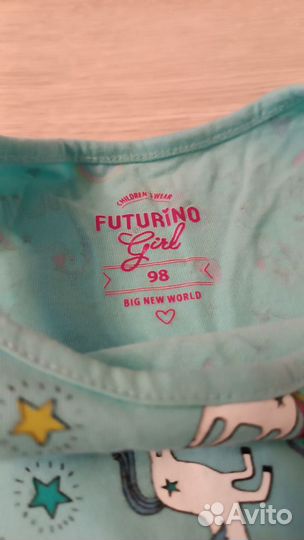 CHILDREN'S WEAR
FUTURINO
Girl
98
BIG NEW WORLD
Avito